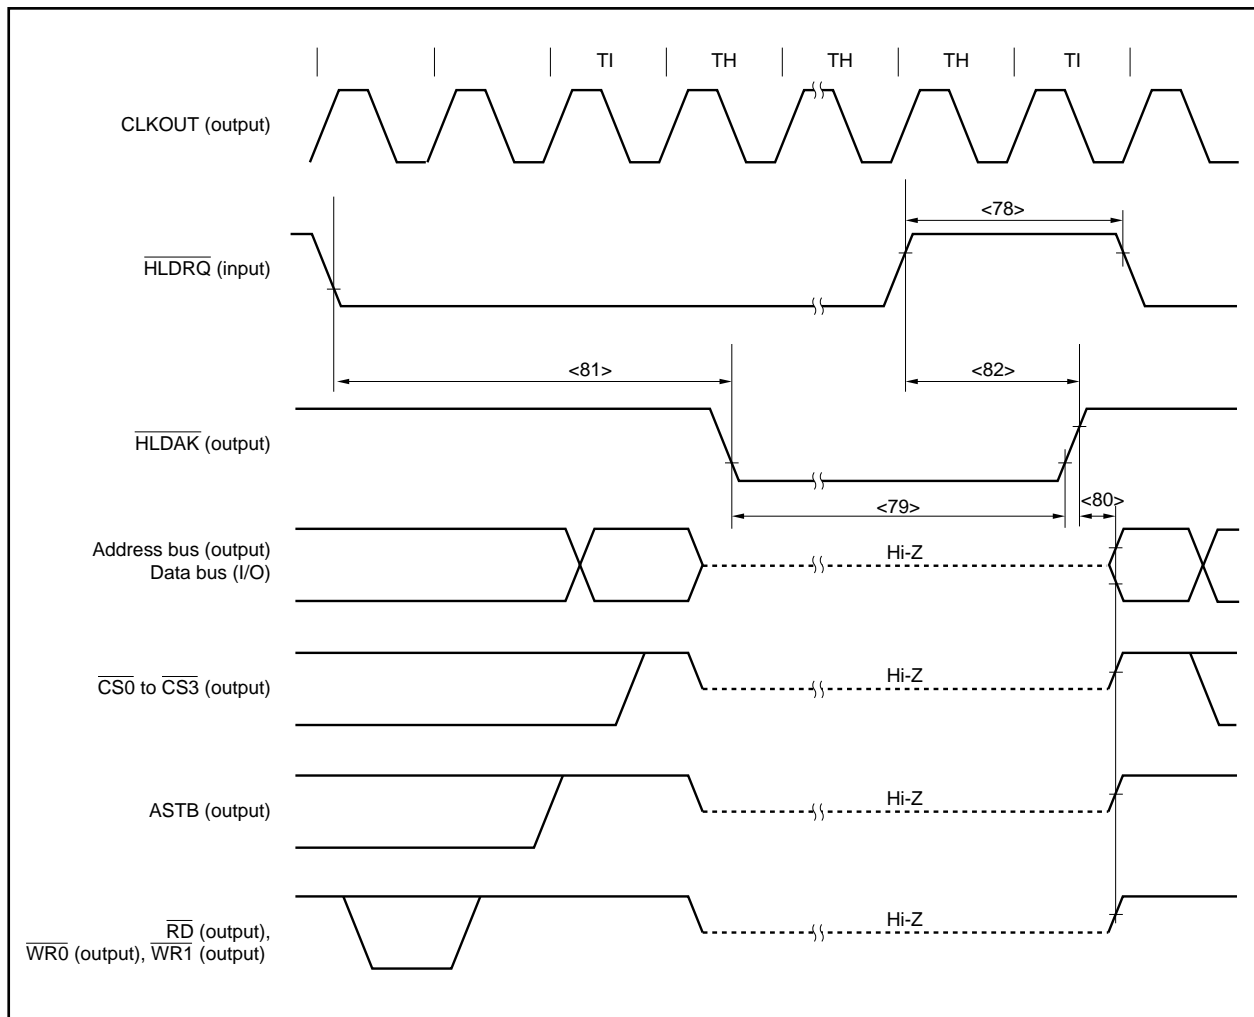 TI TH TH TH TI
CLKOUT (output)
<78>
HLDRQ (input)
<81> <82>
HLDAK (output)
<79> <80>
Address bus (output)
Data bus (I/O)
Hi-Z
CS0 to CS3 (output)
Hi-Z
ASTB (output)
Hi-Z
RD (output),
WR0 (output), WR1 (output)
Hi-Z